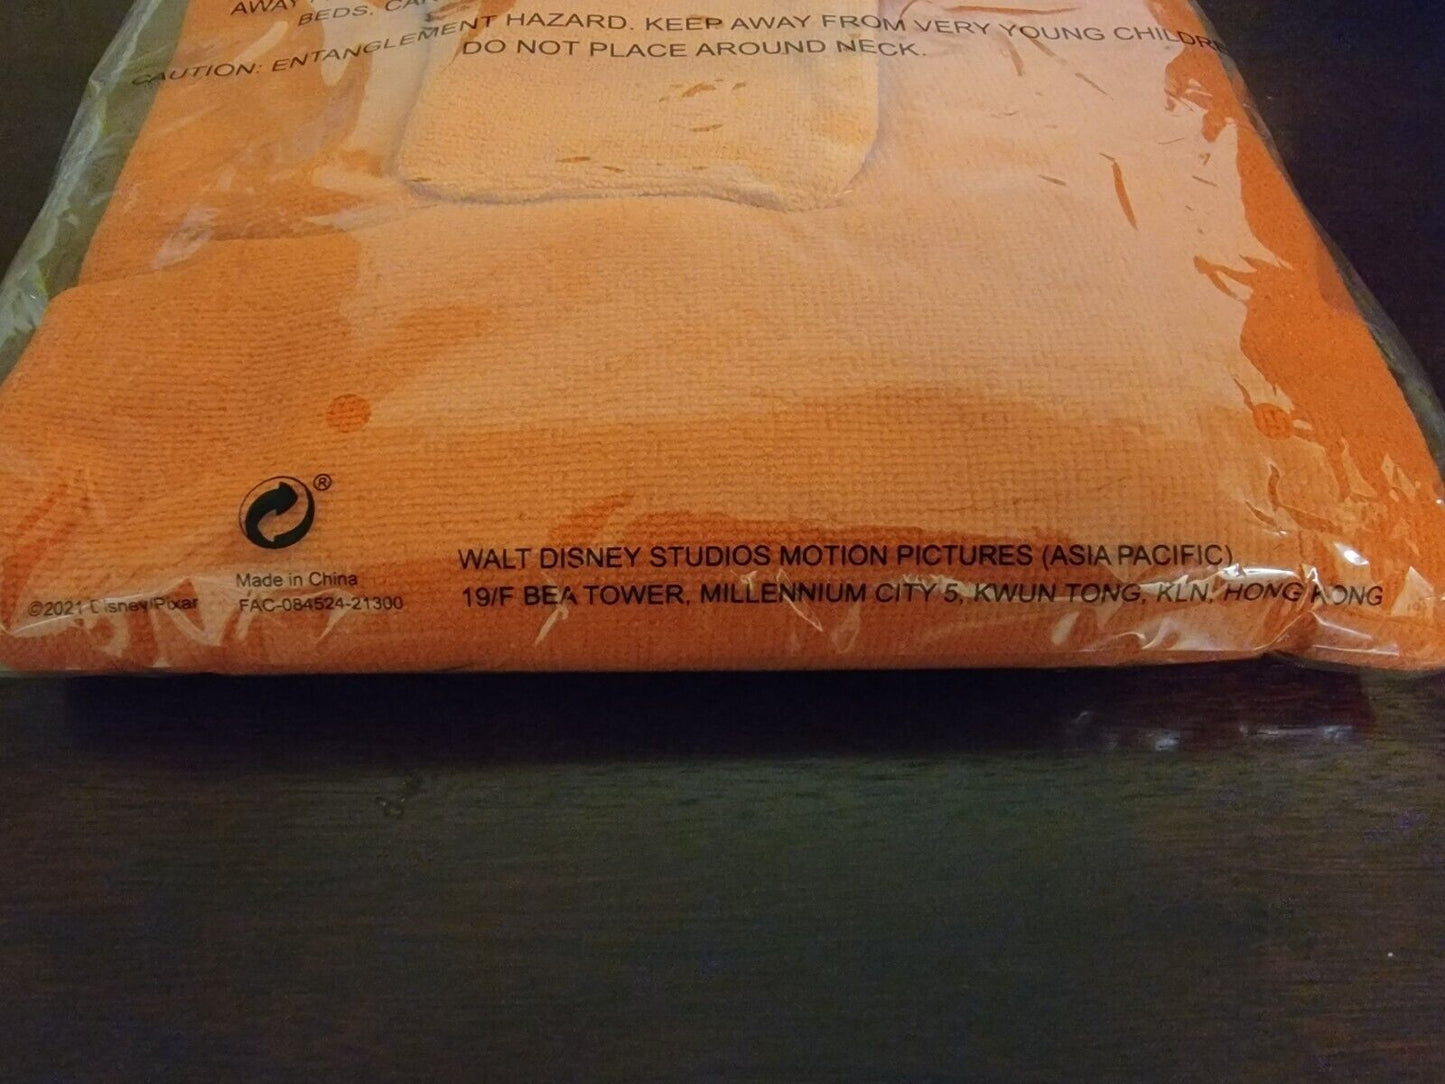 AWAY
BEDS, CAR
CAUTION: ENTANGLEMENT HAZARD. KEEP AWAY FROM VERY YOUNG
DO NOT PLACE AROUND NECK.
®
Made in China
©2021 Disney/Pixar
FAC-084524-21300
WALT DISNEY STUDIOS MOTION PICTURES (ASIA PACIFIC)
19/F BEA TOWER, MILLENNIUM CITY 5, KWUN TONG, KLN, HONG KONG